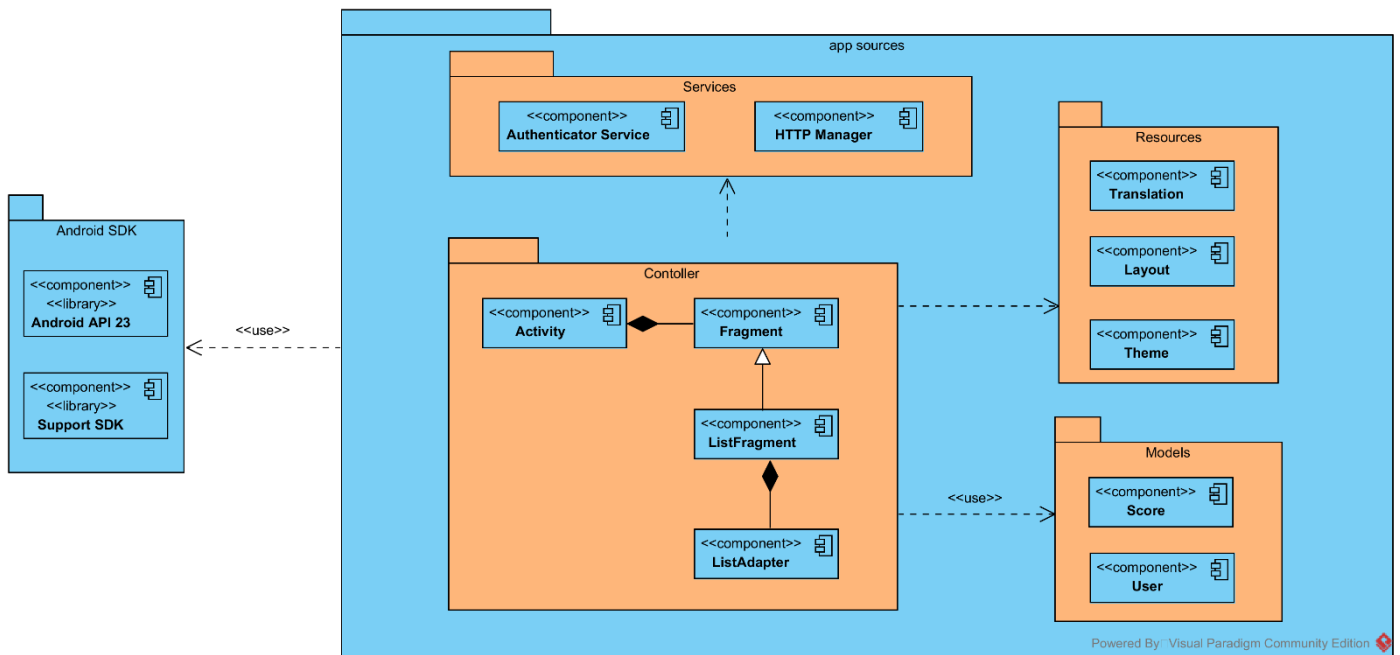 app sources
Services
<<component>>
Authenticator Service
<<component>>
HTTP Manager
Resources
<<component>>
Translation
<<component>>
Layout
<<component>>
Theme
Android SDK
<<component>>
<<library>>
Android API 23
<<component>>
<<library>>
Support SDK
<<use>>
Contoller
<<component>>
Activity
<<component>>
Fragment
<<component>>
ListFragment
<<component>>
ListAdapter
<<use>>
Models
<<component>>
Score
<<component>>
User
Powered By Visual Paradigm Community Edition